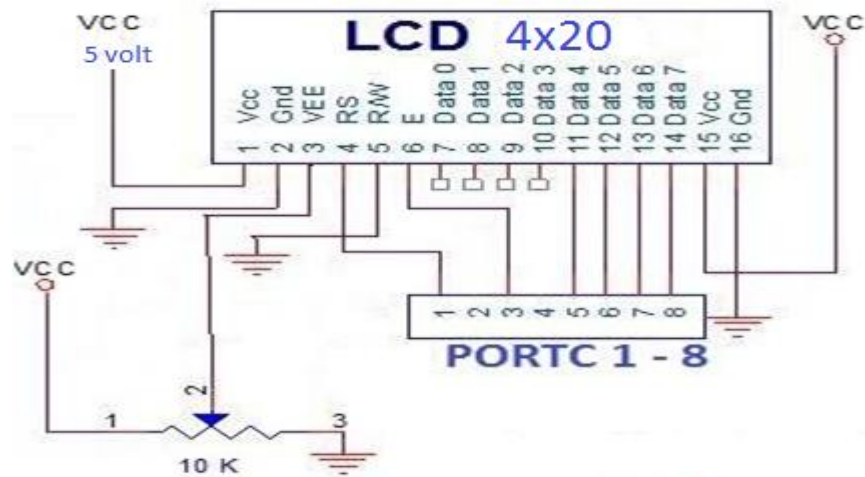 VCC
5 volt
LCD 4x20
VCC
1 Vcc
2 Gnd
3 VEE
4 RS
5 R/W
6 E
7 Data 0
8 Data 1
9 Data 2
10 Data 3
11 Data 4
12 Data 5
13 Data 6
14 Data 7
15 Vcc
16 Gnd
VCC
1 2 3 4 5 6 7 8
PORTC 1 - 8
1
2
3
10 K